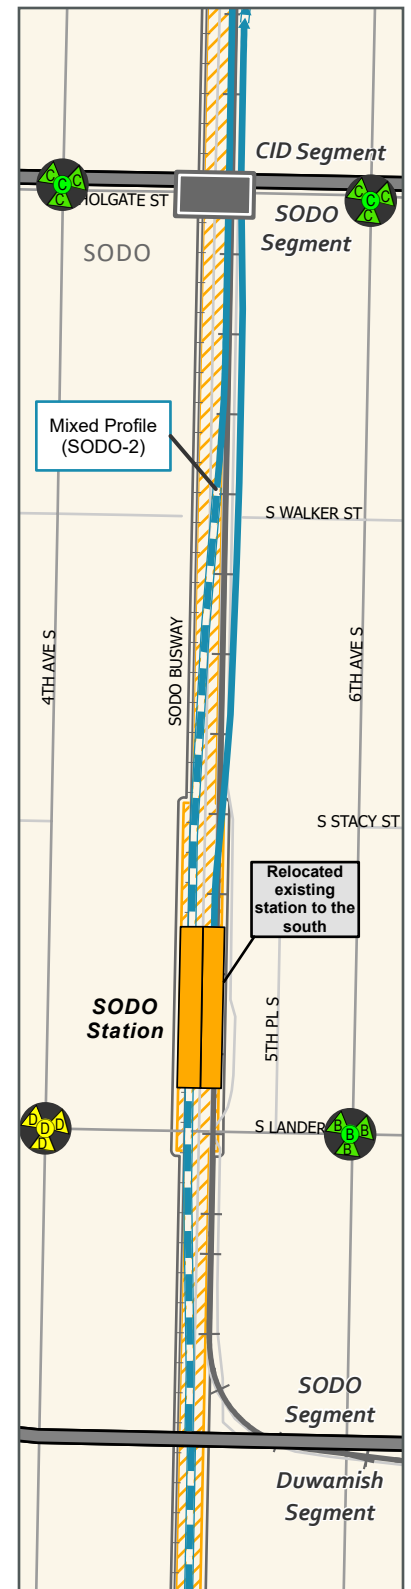 CID Segment
C
C
C
C
C
C
C
C
HOLGATE ST
SODO
Segment
SODO
Mixed Profile
(SODO-2)
S WALKER ST
4TH AVE S
SODO BUSWAY
6TH AVE S
S STACY ST
Relocated
existing
station to the
south
SODO
Station
5TH PL S
D
D
D
D
S LANDER
B
B
B
B
SODO
Segment
Duwamish
Segment